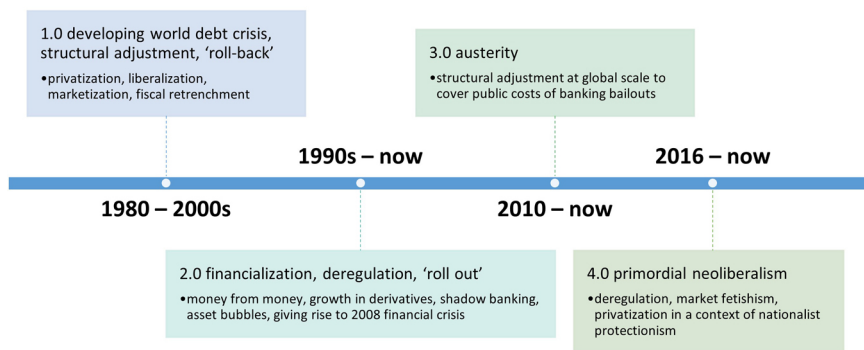 1.0 developing world debt crisis,
structural adjustment, ‘roll-back’
•privatization, liberalization,
marketization, fiscal retrenchment
3.0 austerity
•structural adjustment at global scale to
cover public costs of banking bailouts
1990s – now
2016 – now
1980 – 2000s
2010 – now
2.0 financialization, deregulation, ‘roll out’
•money from money, growth in derivatives, shadow banking,
asset bubbles, giving rise to 2008 financial crisis
4.0 primordial neoliberalism
•deregulation, market fetishism,
privatization in a context of nationalist
protectionism